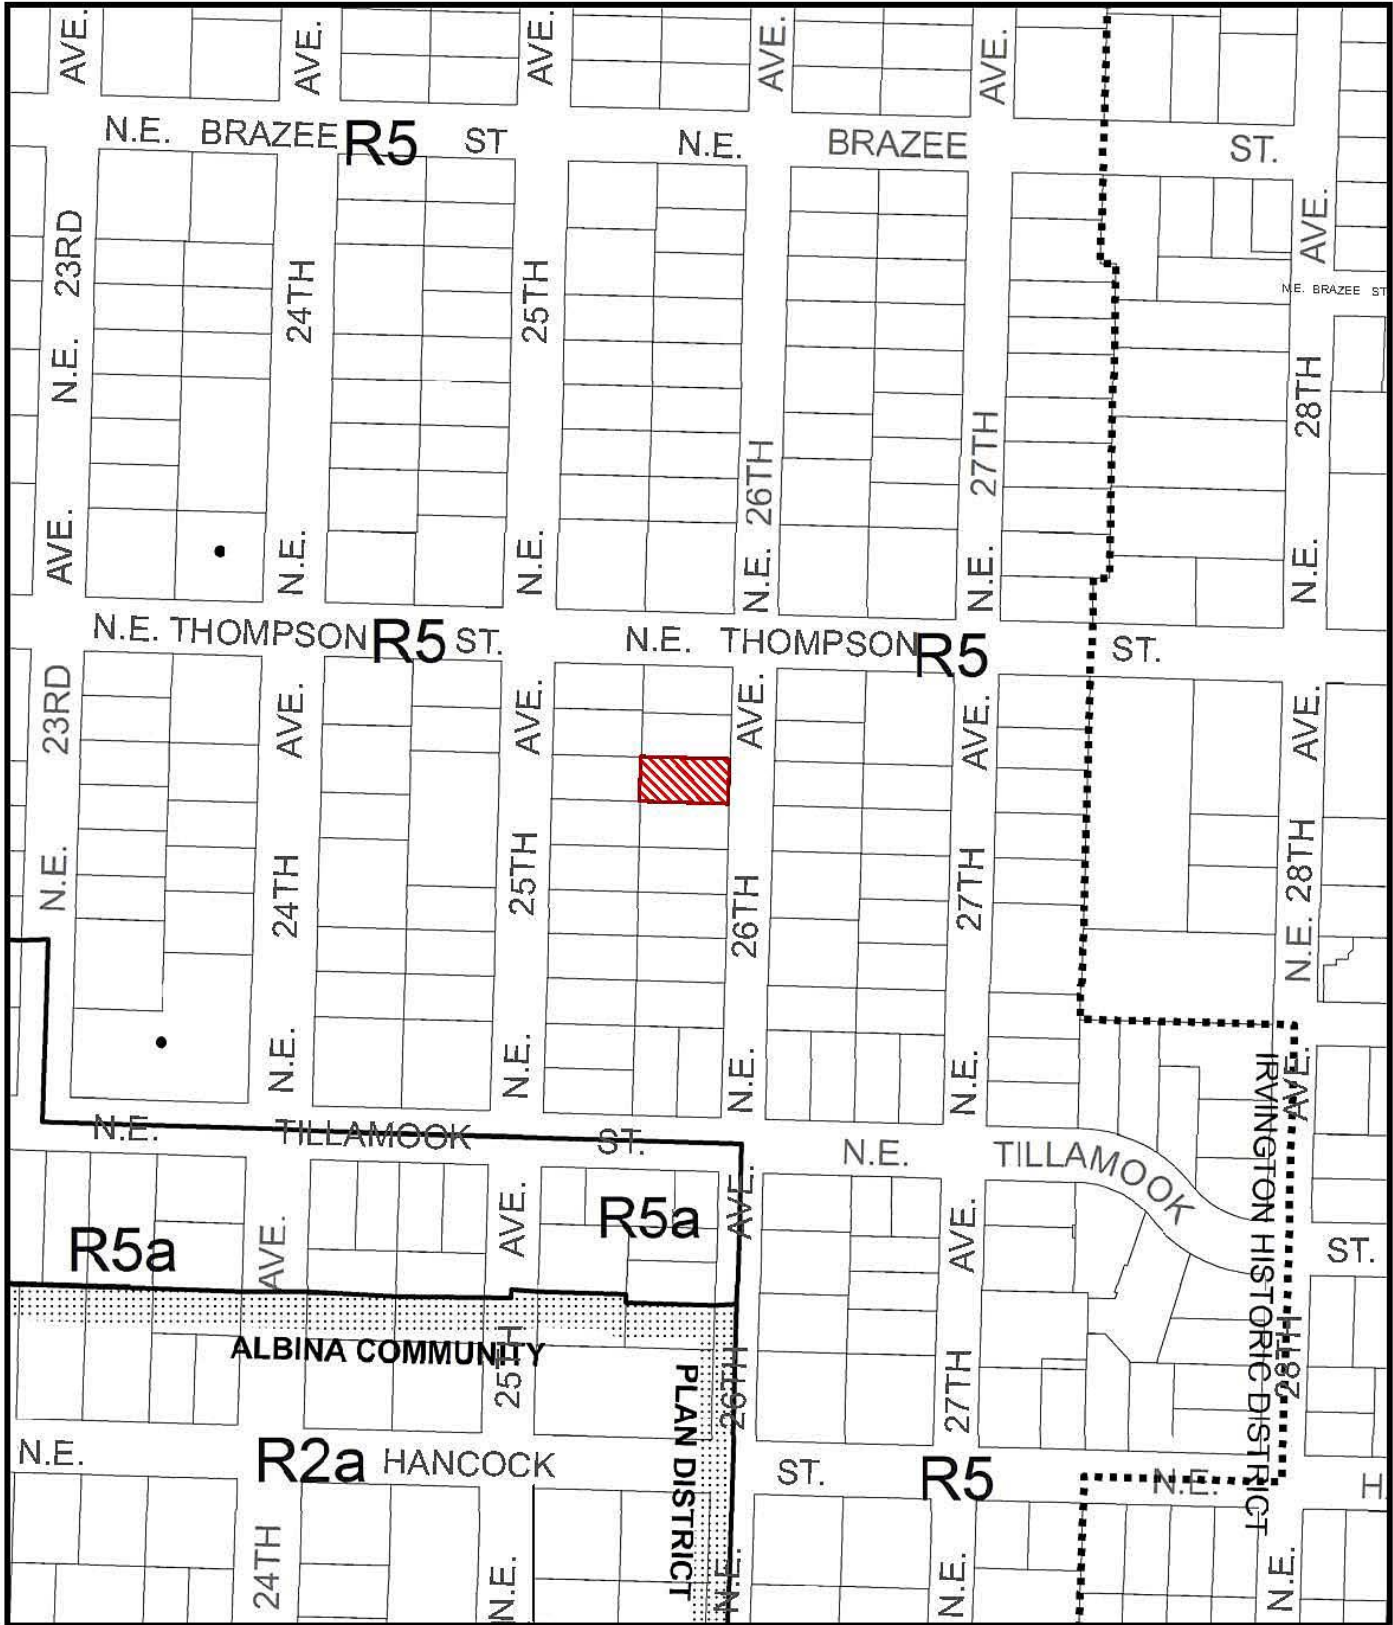 AVE.
AVE.
AVE.
AVE.
AVE.
N.E. BRAZEE
R5
ST
N.E.
BRAZEE
ST.
N.E. 23RD
24TH
25TH
AVE.
N.E. BRAZEE ST
28TH
27TH
26TH
AVE.
N.E.
N.E.
N.E.
N.E.
N.E.
N.E. THOMPSON
R5
ST.
N.E. THOMPSON
R5
ST.
23RD
AVE.
AVE.
AVE.
AVE.
AVE.
N.E.
24TH
25TH
26TH
27TH
N.E. 28TH
N.E.
N.E.
N.E.
N.E.
AVE.
IRVINGTON HISTORIC DISTRICT
N.E.
TILLAMOOK
ST.
N.E.
TILLAMOOK
R5a
AVE.
AVE.
R5a
AVE.
AVE.
ST.
ALBINA COMMUNITY
25TH
PLAN DISTRICT
26TH
27TH
28TH
N.E.
R2a
HANCOCK
ST.
R5
N.E.
H
24TH
N.E.
N.E.
N.E.
N.E.